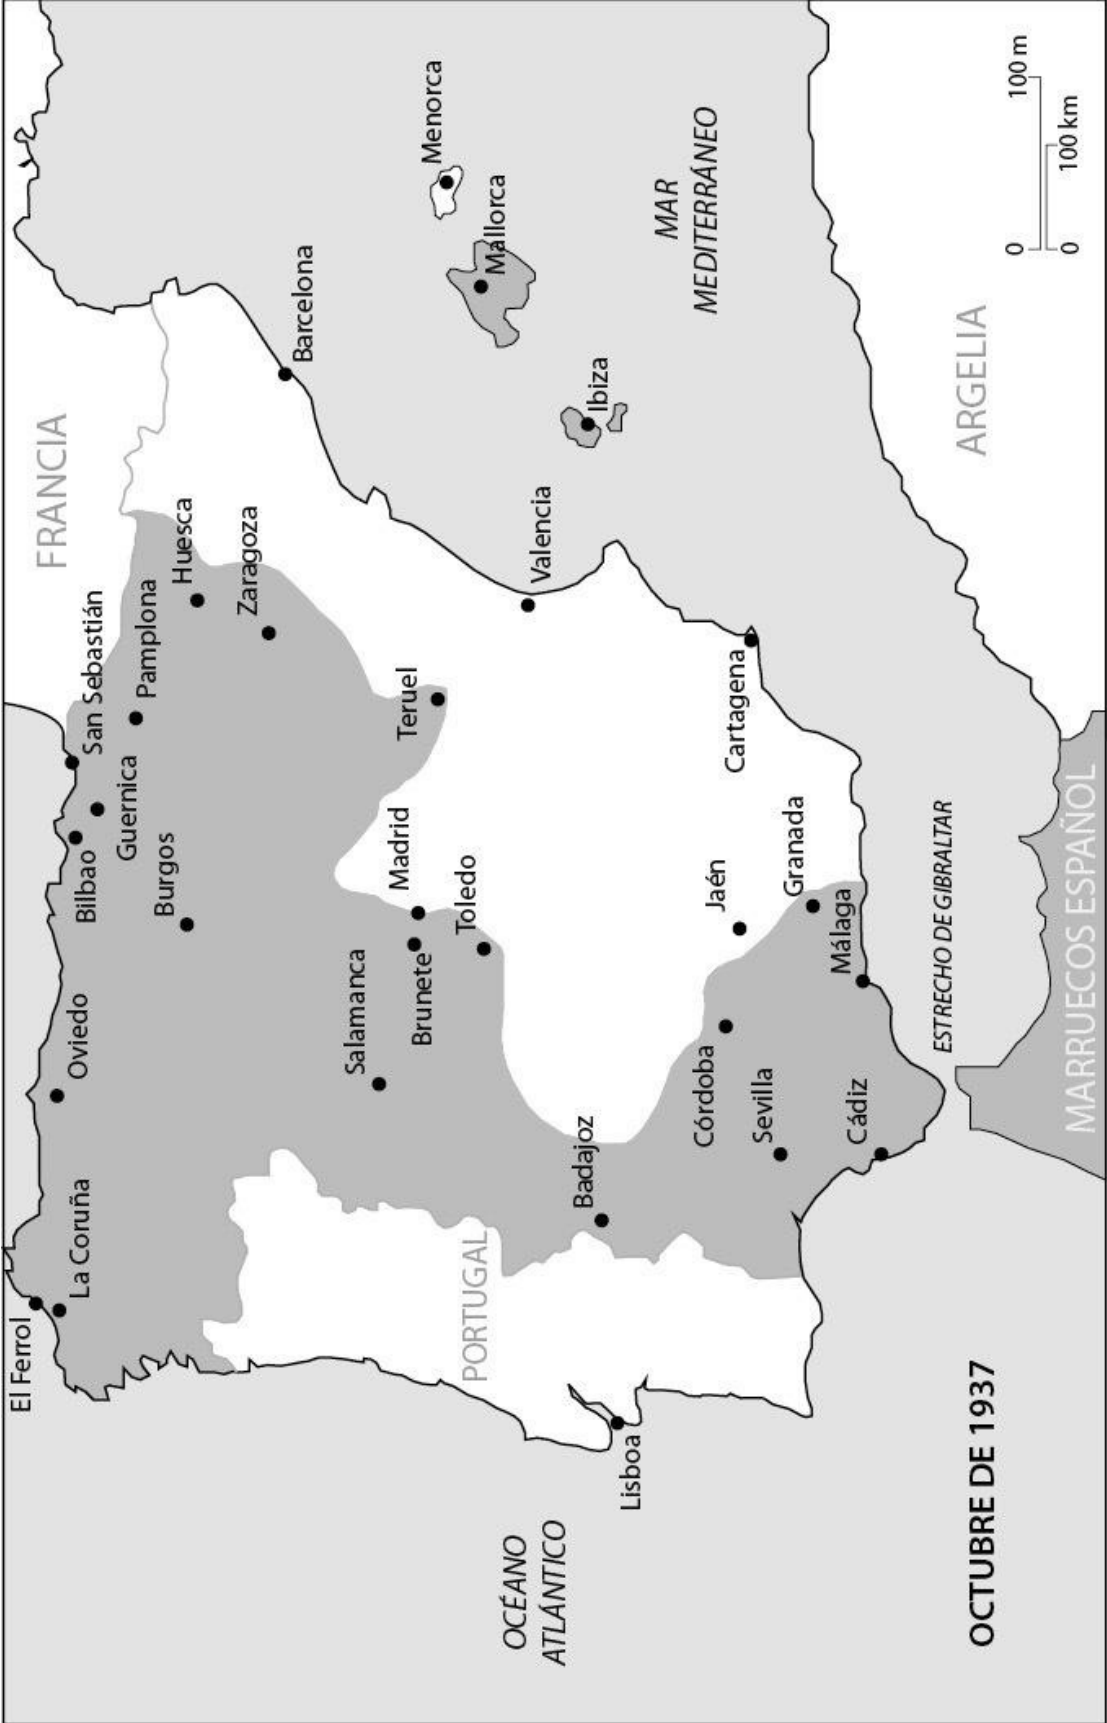 FRANCIA
El Ferrol
La Coruña
Oviedo
Bilbao
Guernica
San Sebastián
Pamplona
Burgos
Huesca
Zaragoza
Barcelona
Salamanca
Madrid
Brunete
Toledo
Teruel
Menorca
Mallorca
Ibiza
Valencia
PORTUGAL
Lisboa
OCÉANO
ATLÁNTICO
Badajoz
MAR
MEDITERRÁNEO
Córdoba
Jaén
Cartagena
Sevilla
Granada
Málaga
Cádiz
ESTRECHO DE GIBRALTAR
ARGELIA
MARRUECOS ESPAÑOL
OCTUBRE DE 1937
0 100 m
0 100 km